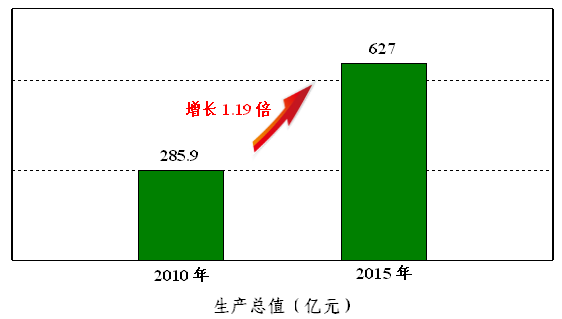 627
增长 1.19 倍
285.9
2010 年
2015 年
生产总值（亿元）